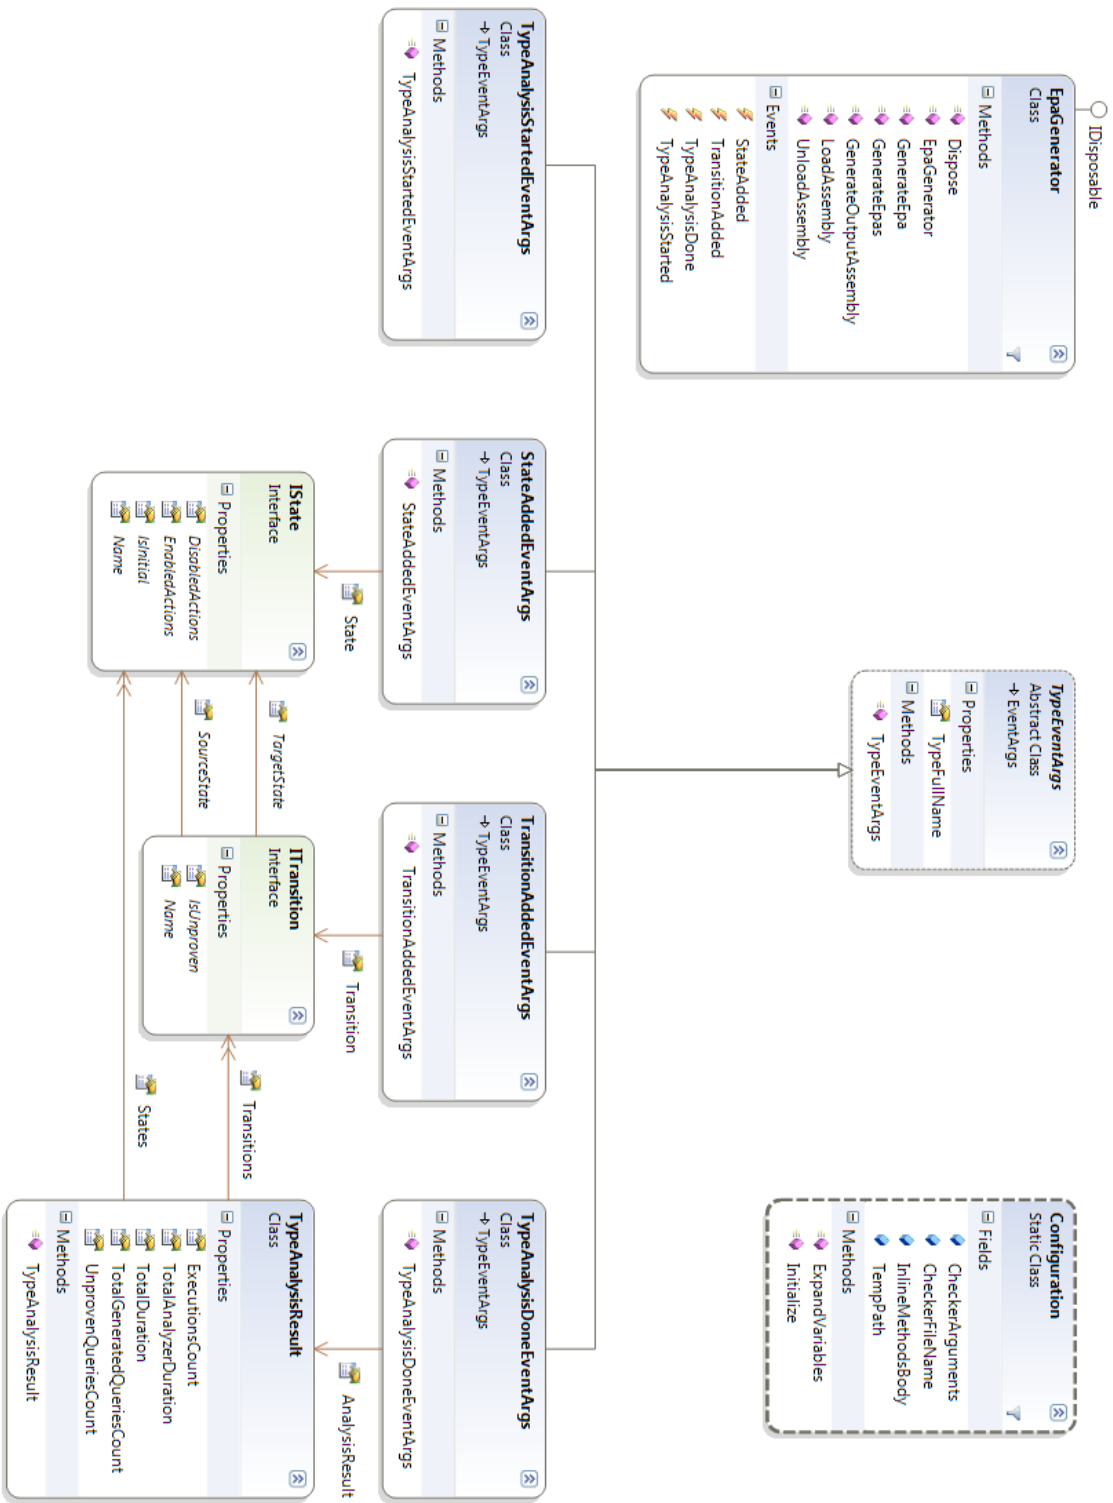 IDisposable
EpaGenerator
Class
Methods
Dispose
EpaGenerator
GenerateEpa
GenerateEpas
GenerateOutputAssembly
LoadAssembly
UnloadAssembly
Events
StateAdded
TransitionAdded
TypeAnalysisDone
TypeAnalysisStarted
TypeEventArgs
Abstract Class
EventArgs
Properties
TypeFullName
Methods
TypeEventArgs
Configuration
Static Class
Fields
CheckerArguments
CheckerFileName
InlineMethodsBody
TempPath
Methods
ExpandVariables
Initialize
TypeAnalysisStartedEventArgs
Class
TypeEventArgs
Methods
TypeAnalysisStartedEventArgs
StateAddedEventArgs
Class
TypeEventArgs
Methods
StateAddedEventArgs
TransitionAddedEventArgs
Class
TypeEventArgs
Methods
TransitionAddedEventArgs
TypeAnalysisDoneEventArgs
Class
TypeEventArgs
Methods
TypeAnalysisDoneEventArgs
State
Transition
AnalysisResult
IState
Interface
Properties
DisabledActions
EnabledActions
IsInitial
Name
TargetState
SourceState
ITransition
Interface
Properties
IsUnproven
Name
Transitions
States
TypeAnalysisResult
Class
Properties
ExecutionsCount
TotalAnalyzerDuration
TotalDuration
TotalGeneratedQueriesCount
UnprovenQueriesCount
Methods
TypeAnalysisResult